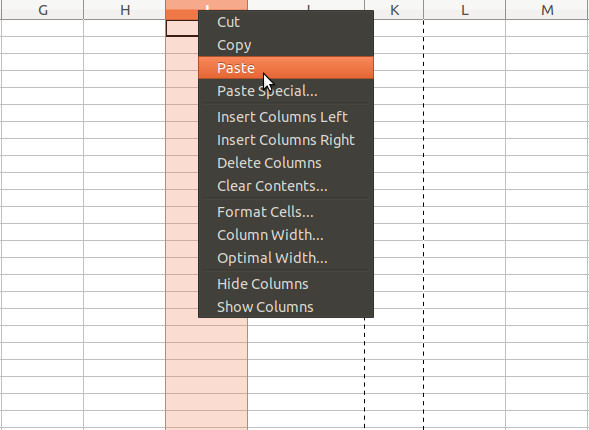 G H K L M
Cut
Copy
Paste
Paste Special...
Insert Columns Left
Insert Columns Right
Delete Columns
Clear Contents...
Format Cells...
Column Width...
Optimal Width...
Hide Columns
Show Columns